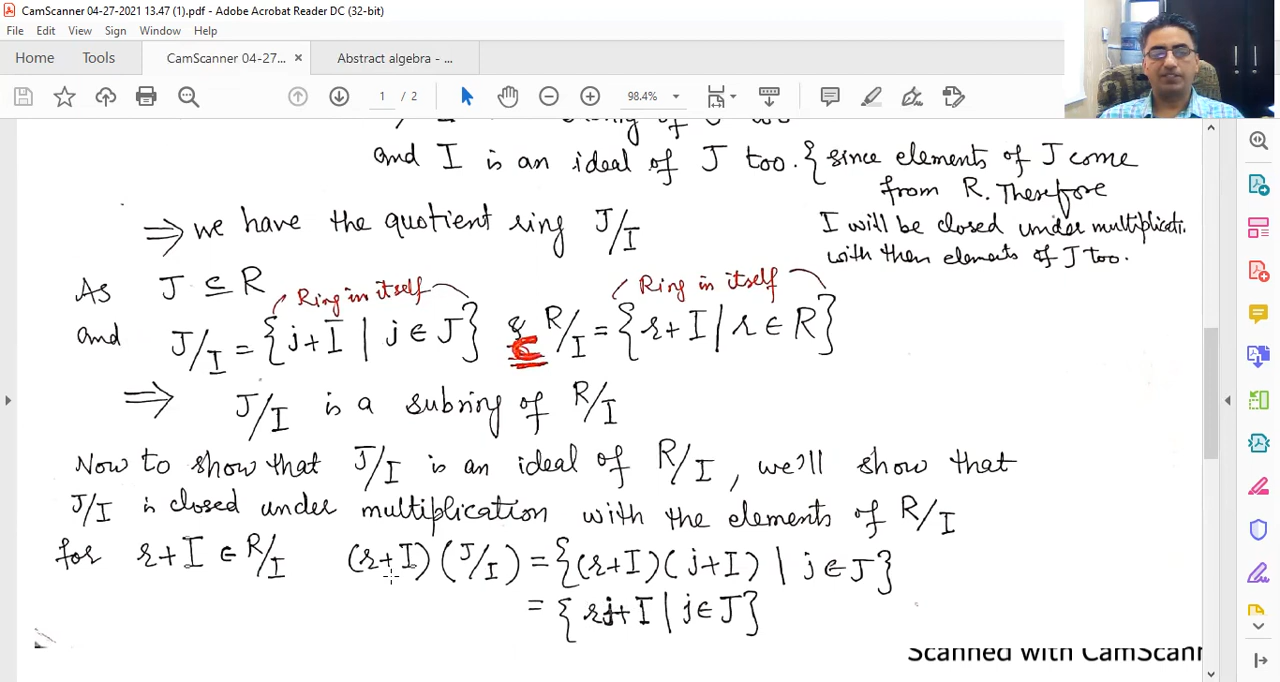 CamScanner 04-27-2021 13.47 (1).pdf - Adobe Acrobat Reader DC (32-bit)
File Edit View Sign Window Help
Home Tools CamScanner 04-27... × Abstract algebra - ...
1 / 2 98.4%
and I is an ideal of J too. { since elements of J come
from R. Therefore
⇒ we have the quotient ring J/I
I will be closed under multiplicati.
with then elements of J too.
As J ⊆ R
Ring in itself Ring in itself
and J/I = {j+I | j ∈ J} & ⊆ R/I = {r+I | r ∈ R}
⇒ J/I is a subring of R/I
Now to show that J/I is an ideal of R/I, we'll show that
J/I is closed under multiplication with the elements of R/I
for r+I ∈ R/I (r+I)(J/I) = {(r+I)(j+I) | j ∈ J}
= {rj+I | j ∈ J}
Scanned with CamScann